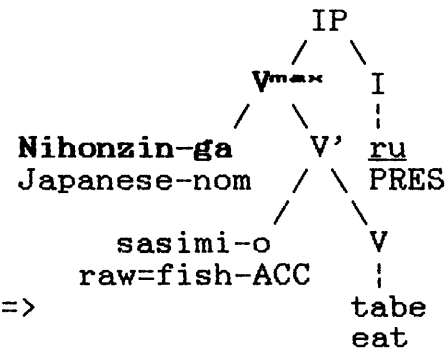 IP
Vmax I
Nihonzin-ga V' ru
Japanese-nom PRES
sasimi-o V
raw=fish-ACC
=> tabe
eat